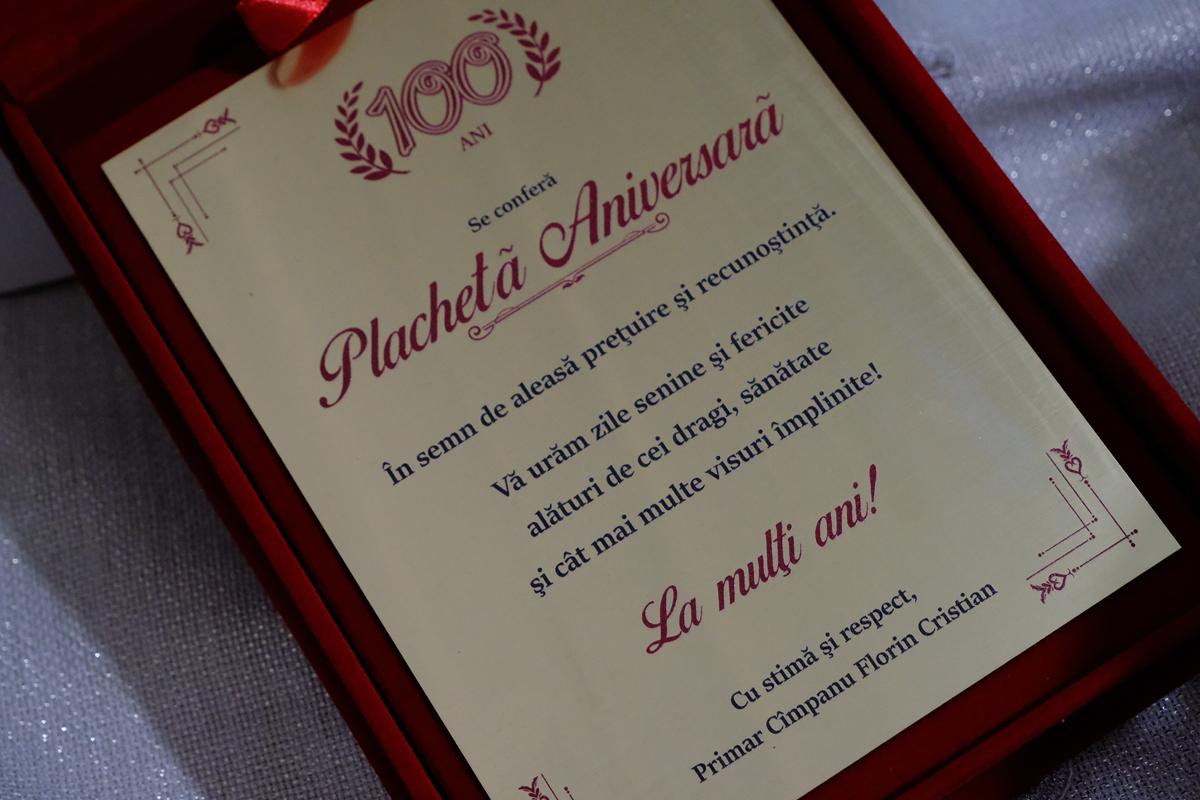 100
ANI
Se conferă
Plachetã Aniversarã
În semn de aleasă preţuire şi recunoştinţă.
Vă urăm zile senine şi fericite
alături de cei dragi, sănătate
şi cât mai multe visuri împlinite!
La mulţi ani!
Cu stimă şi respect,
Primar Cîmpanu Florin Cristian